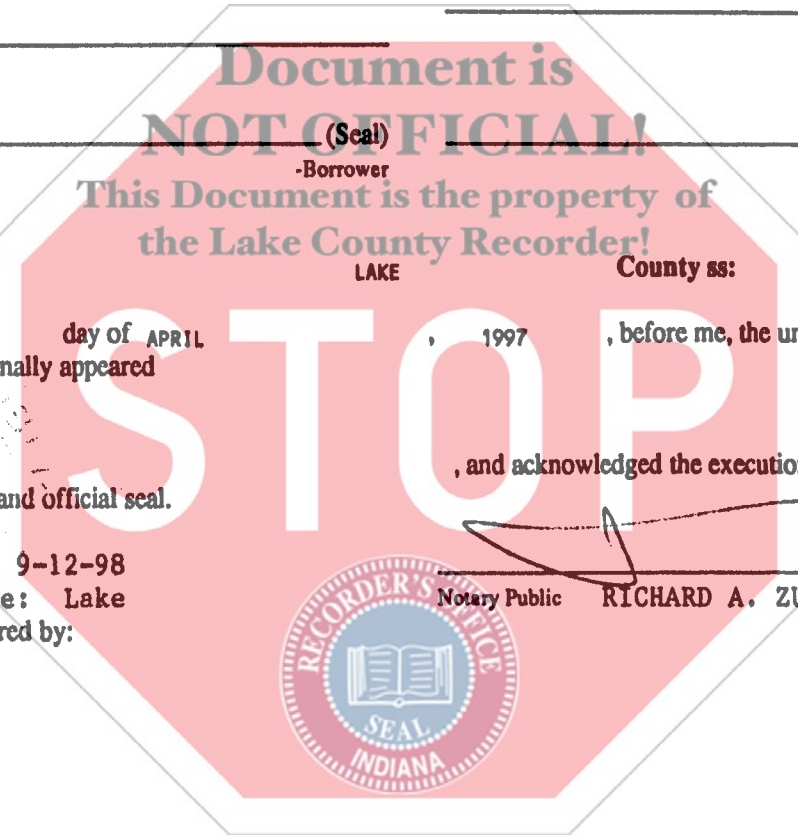 Document is
NOT OFFICIAL!
(Seal)
-Borrower
This Document is the property of
the Lake County Recorder!
LAKE County ss:
day of APRIL , 1997 , before me, the un
nally appeared
STOP
, and acknowledged the execution
and official seal.
9-12-98
e: Lake
Notary Public RICHARD A. ZU
red by:
RECORDER'S OFFICE
SEAL
INDIANA